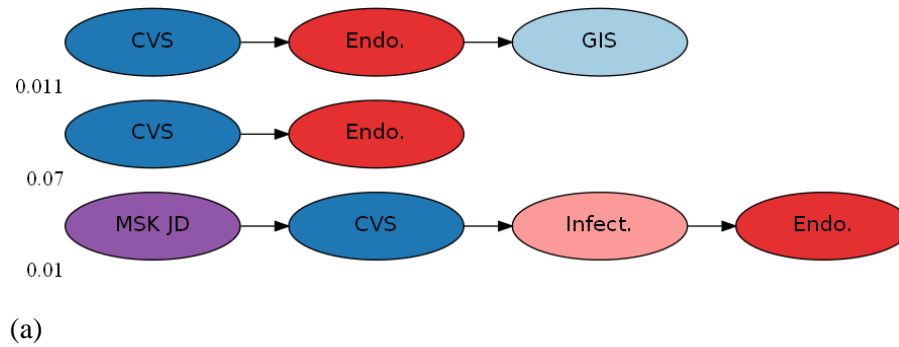 CVS Endo. GIS
0.011
CVS Endo.
0.07
MSK JD CVS Infect. Endo.
0.01
(a)